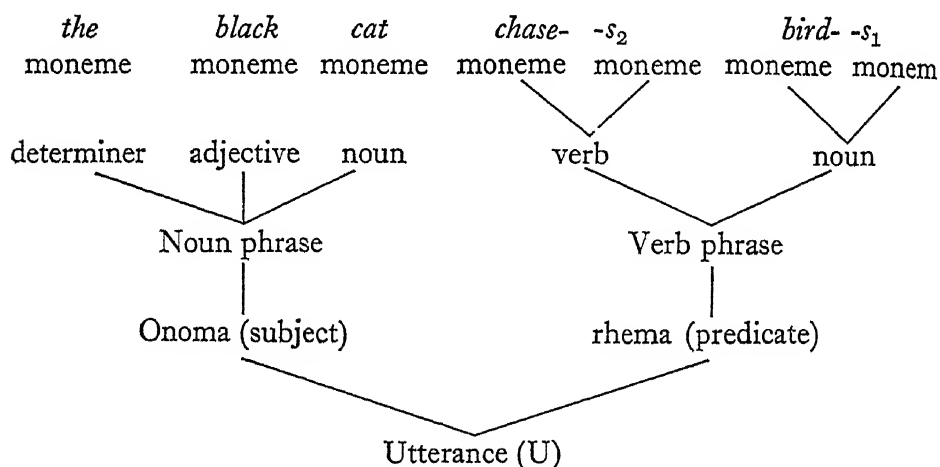 the black cat chase- -s₂ bird- -s₁
moneme moneme moneme moneme moneme moneme monem
determiner adjective noun verb noun
Noun phrase Verb phrase
Onoma (subject) rhema (predicate)
Utterance (U)